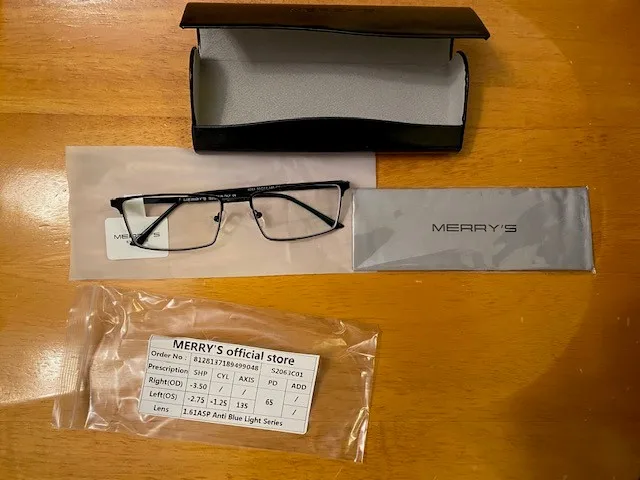 MERRY'S
MERRY'S
MERRY'S official store
Order No : 8128137189499048 S2063C01
Prescription SHP CYL AXIS PD ADD
Right(OD) -3.50 / / 65 /
Left(OS) -2.75 -1.25 135 /
Lens 1.61ASP Anti Blue Light Series